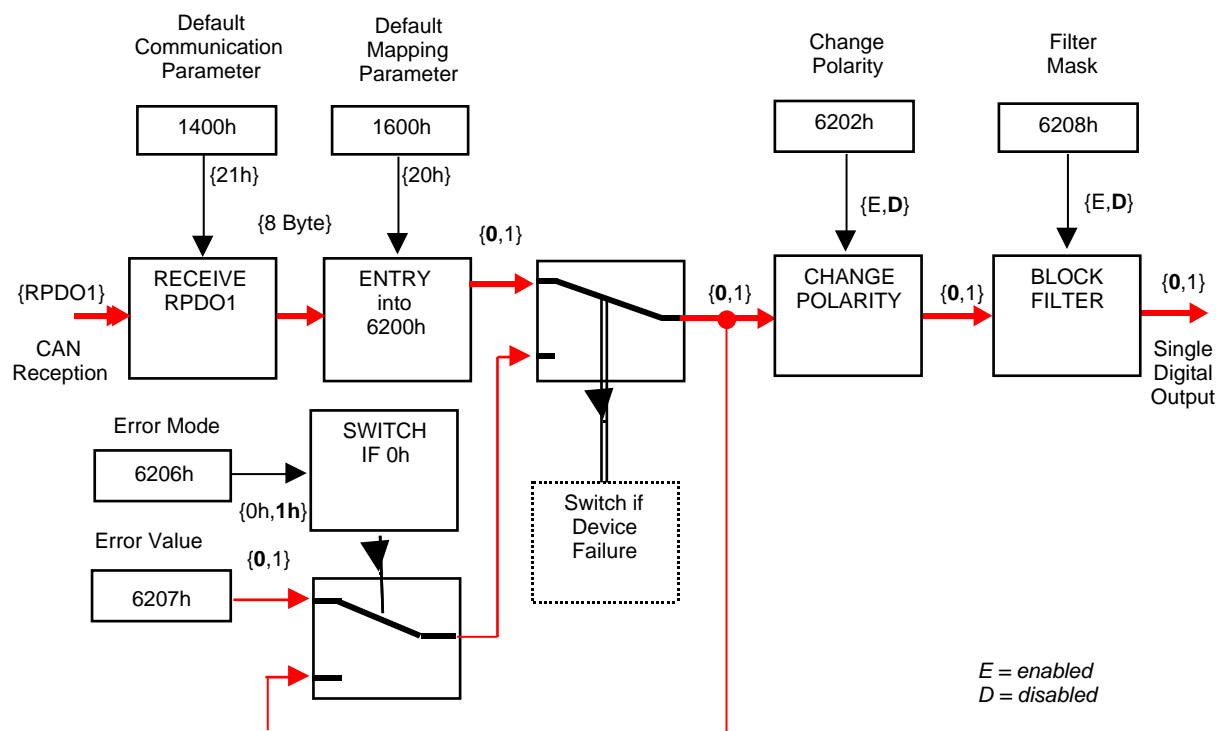 Default
Communication
Parameter
Default
Mapping
Parameter
Change
Polarity
Filter
Mask
1400h
1600h
6202h
6208h
{21h}
{20h}
{E,D}
{E,D}
{8 Byte}
{0,1}
{RPDO1}
RECEIVE
RPDO1
ENTRY
into
6200h
{0,1}
CHANGE
POLARITY
{0,1}
BLOCK
FILTER
{0,1}
CAN
Reception
Single
Digital
Output
Error Mode
6206h
SWITCH
IF 0h
{0h,1h}
Switch if
Device
Failure
Error Value
{0,1}
6207h
E = enabled
D = disabled